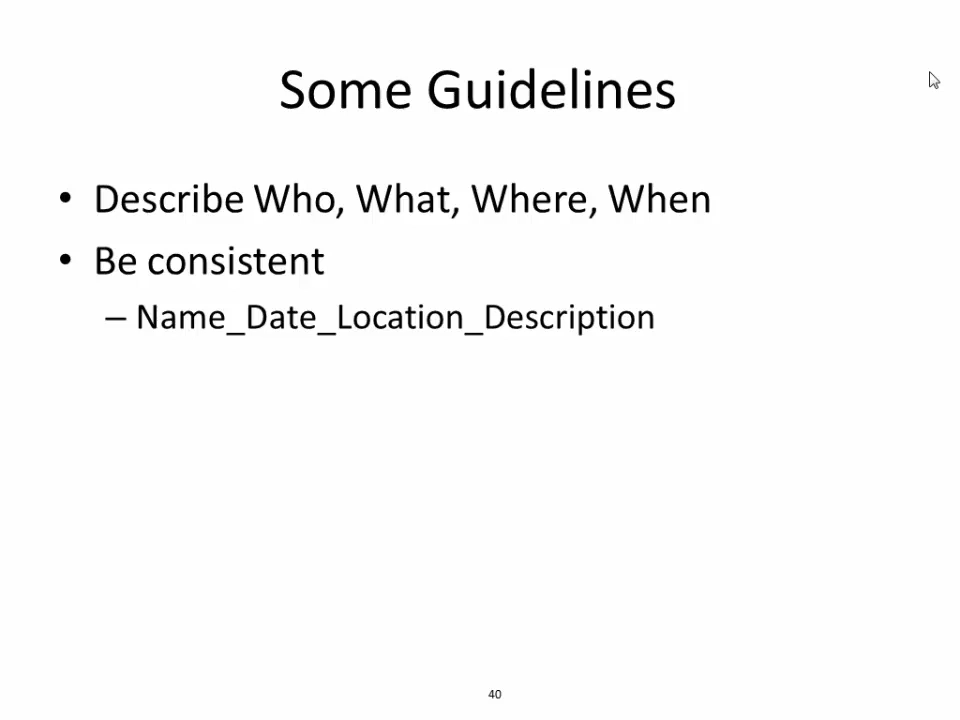 Some Guidelines
• Describe Who, What, Where, When
• Be consistent
– Name_Date_Location_Description
40